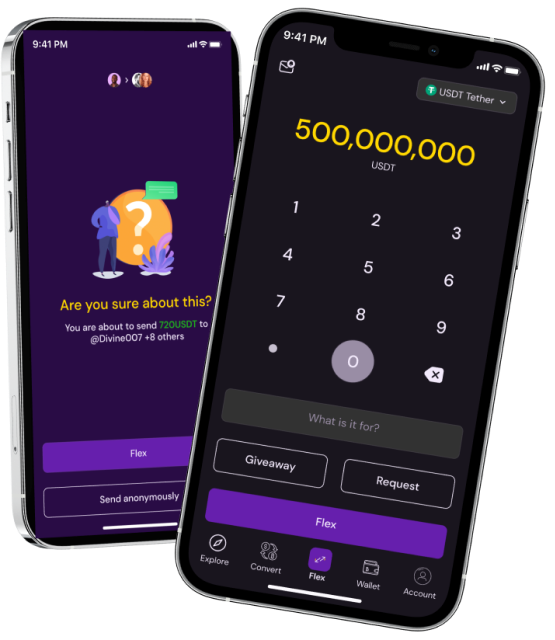 9:41 PM
Are you sure about this?
You are about to send 720USDT to
@Divine007 +8 others
Flex
Send anonymously
9:41 PM
USDT Tether
500,000,000
USDT
1 2 3
4 5 6
7 8 9
0
What is it for?
Giveaway Request
Flex
Explore Convert Flex Wallet Account